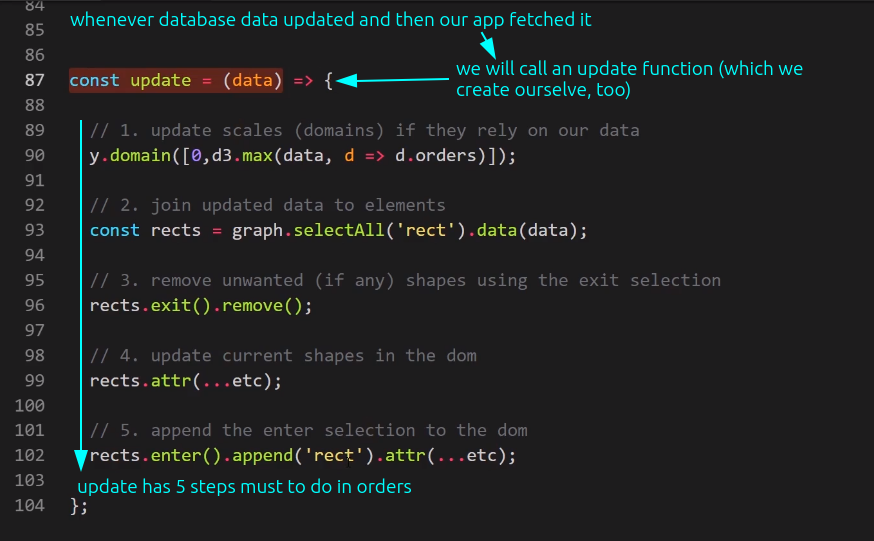 84
whenever database data updated and then our app fetched it
85
86
we will call an update function (which we
87 const update = (data) => {
create ourselve, too)
88
89 // 1. update scales (domains) if they rely on our data
90 y.domain([0,d3.max(data, d => d.orders)]);
91
92 // 2. join updated data to elements
93 const rects = graph.selectAll('rect').data(data);
94
95 // 3. remove unwanted (if any) shapes using the exit selection
96 rects.exit().remove();
97
98 // 4. update current shapes in the dom
99 rects.attr(...etc);
100
101 // 5. append the enter selection to the dom
102 rects.enter().append('rect').attr(...etc);
103
update has 5 steps must to do in orders
104 };